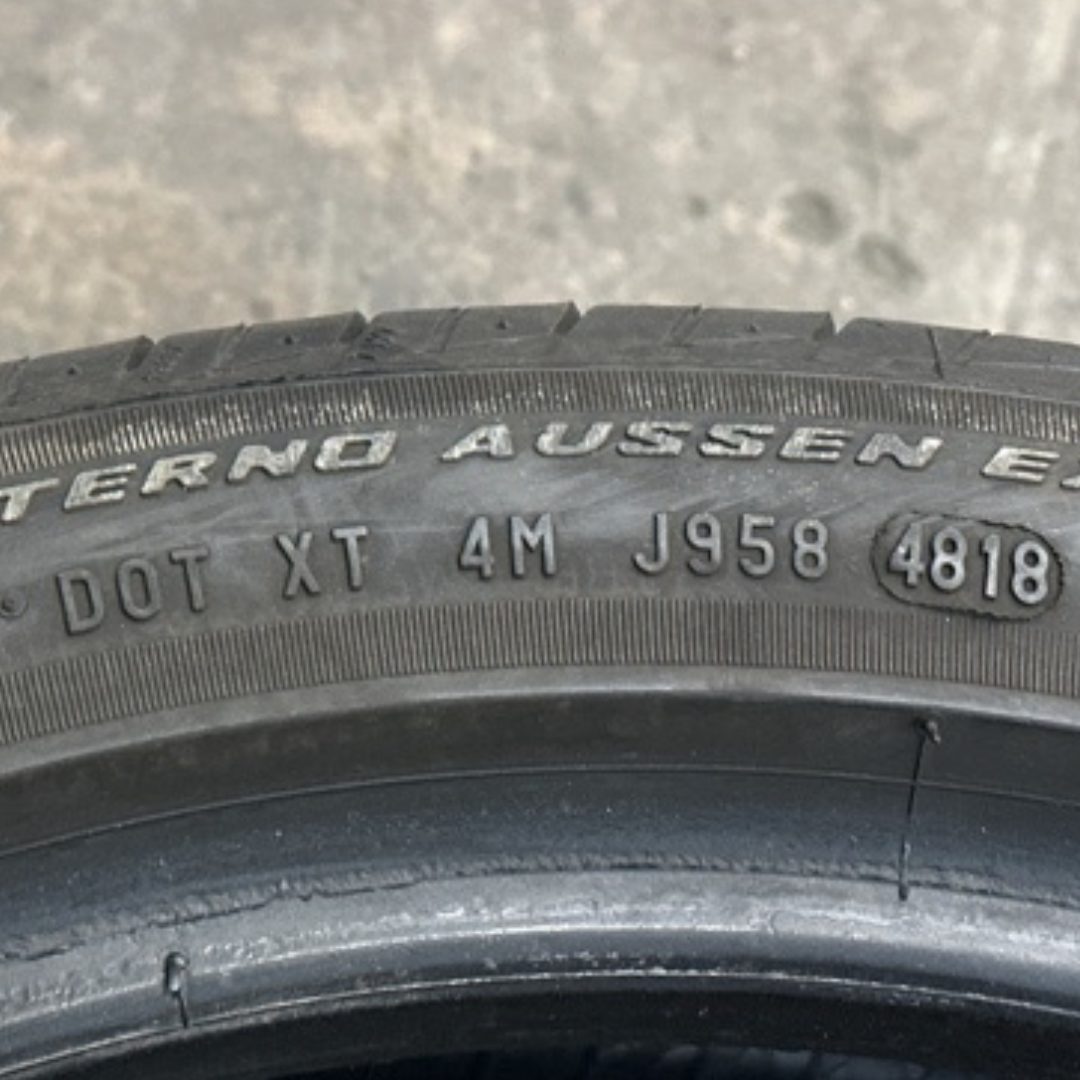 TERNO AUSSEN
DOT XT 4M J958 4818